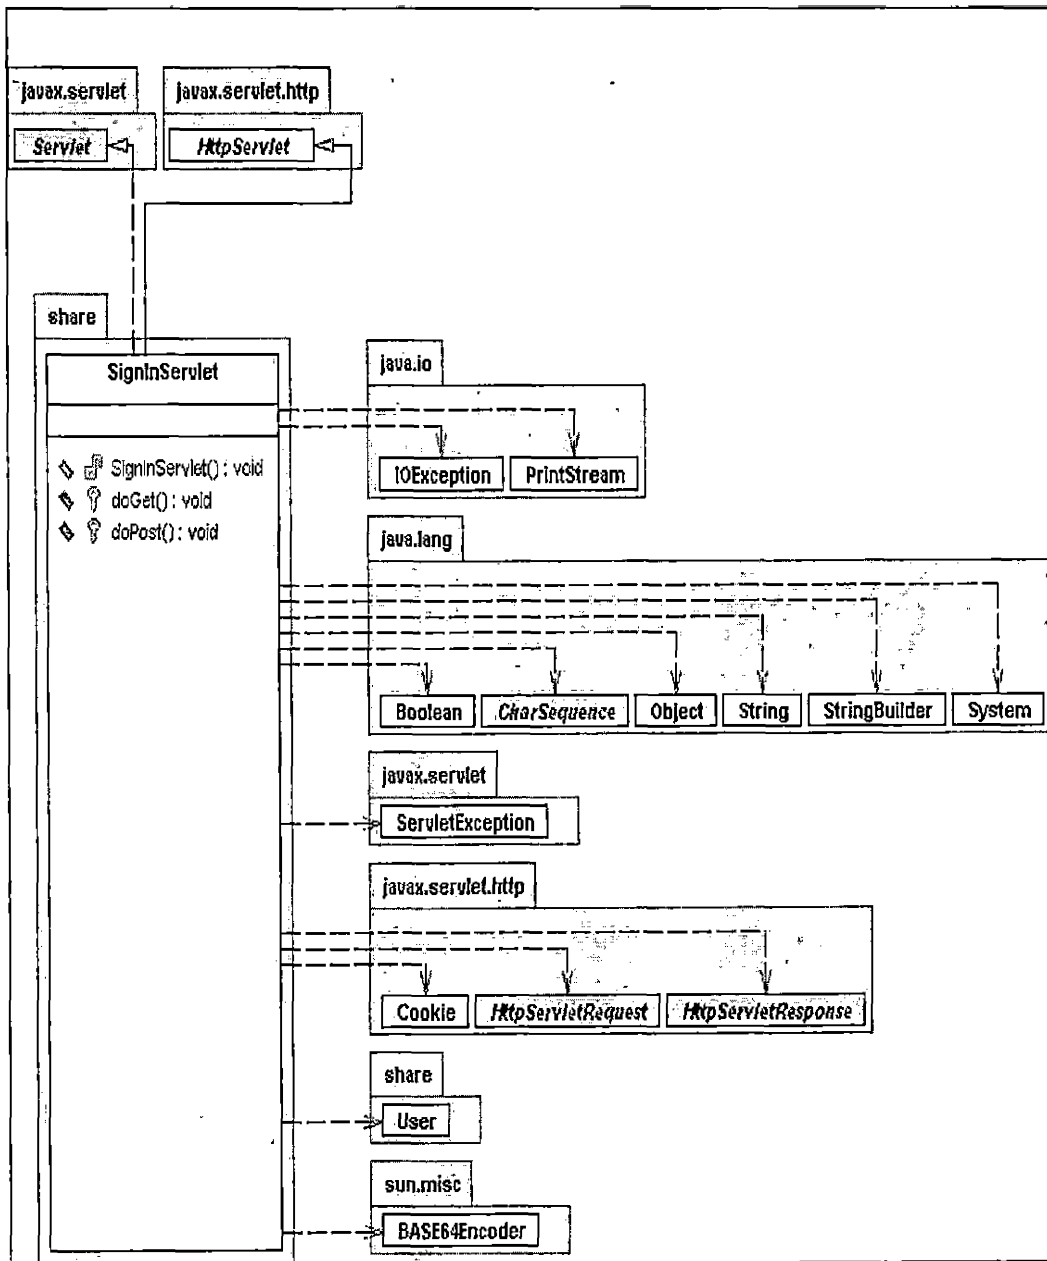 javax.servlet
javax.servlet.http
Servlet
HttpServlet
share
SignInServlet
SignInServlet() : void
doGet() : void
doPost() : void
java.io
IOException
PrintStream
java.lang
Boolean
CharSequence
Object
String
StringBuilder
System
javax.servlet
ServletException
javax.servlet.http
Cookie
HttpServletRequest
HttpServletResponse
share
User
sun.misc
BASE64Encoder